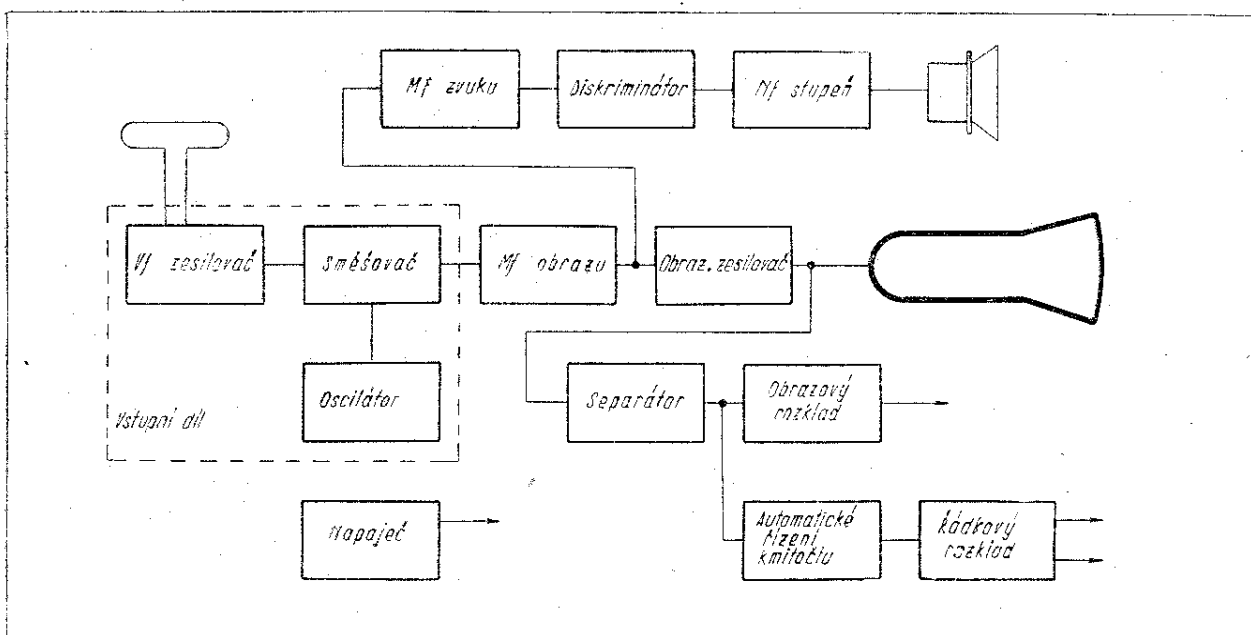 Mf zvuku
Diskriminátor
Nf stupeň
Vf zesilovač
Směšovač
Mf obrazu
Obraz. zesilovač
Oscilátor
Vstupní díl
Separátor
Obrazový
rozklad
Napaječ
Automatické
řízení
kmitočtu
Řádkový
rozklad